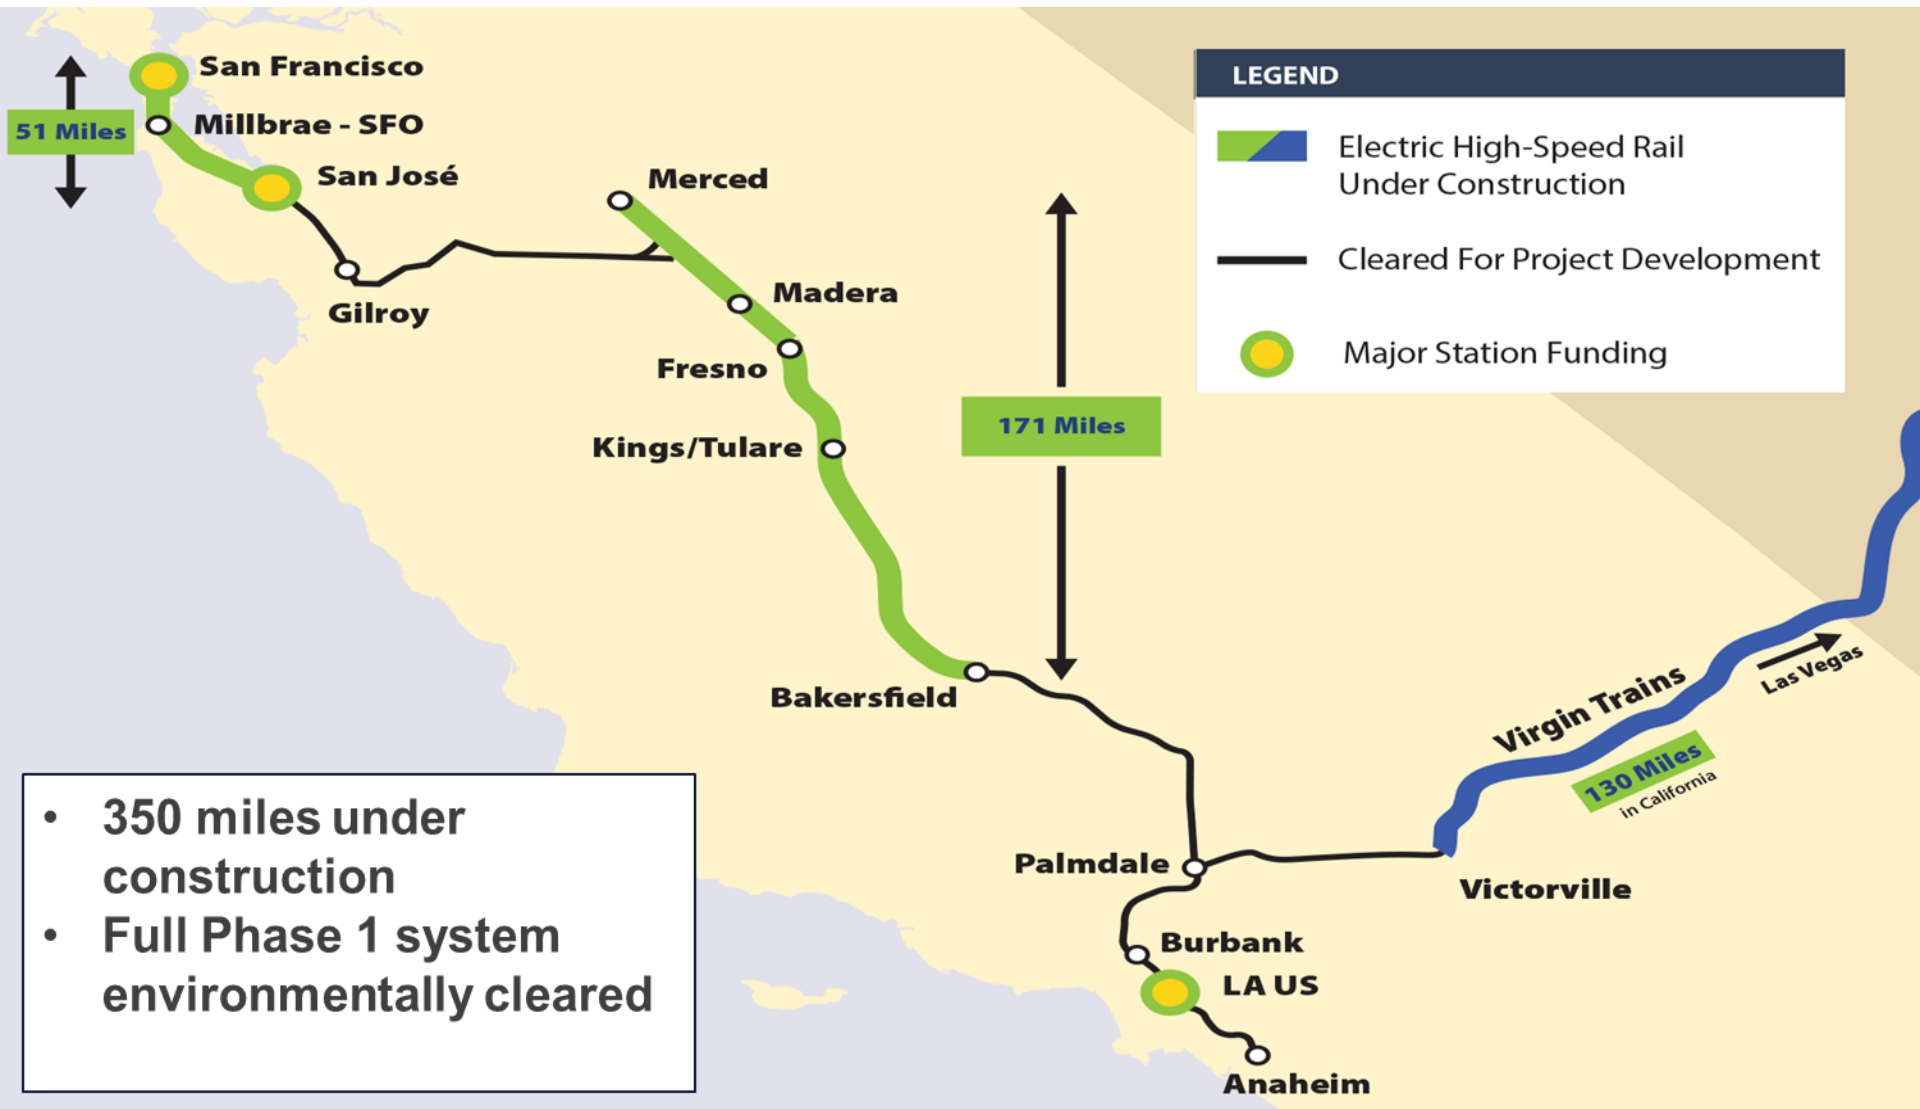 San Francisco
51 Miles
Millbrae - SFO
San José
Merced
Gilroy
Madera
Fresno
Kings/Tulare
171 Miles
Bakersfield
LEGEND
Electric High-Speed Rail
Under Construction
Cleared For Project Development
Major Station Funding
Virgin Trains
Las Vegas
130 Miles
in California
Palmdale
Victorville
Burbank
LA US
Anaheim
• 350 miles under
construction
• Full Phase 1 system
environmentally cleared